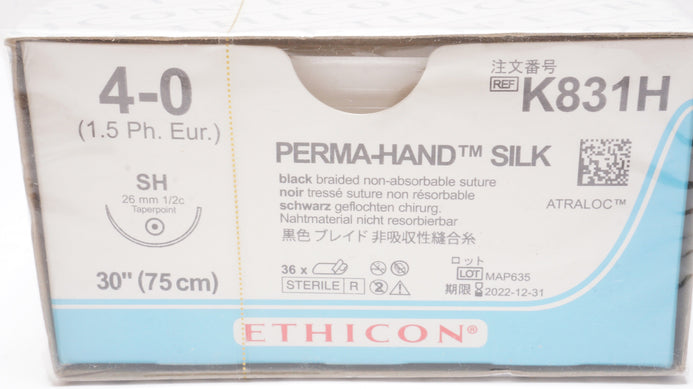 4-0
(1.5 Ph. Eur.)
SH
26 mm 1/2c
Taperpoint
30" (75 cm)
注文番号
REF K831H
PERMA-HAND™ SILK
black braided non-absorbable suture
noir tressé suture non résorbable
schwarz geflochten chirurg.
Nahtmaterial nicht resorbierbar
黒色 ブレイド 非吸収性縫合糸
ATRALOC™
36 x
STERILE R
2
ロット
LOT MAP635
期限 2022-12-31
ETHICON®